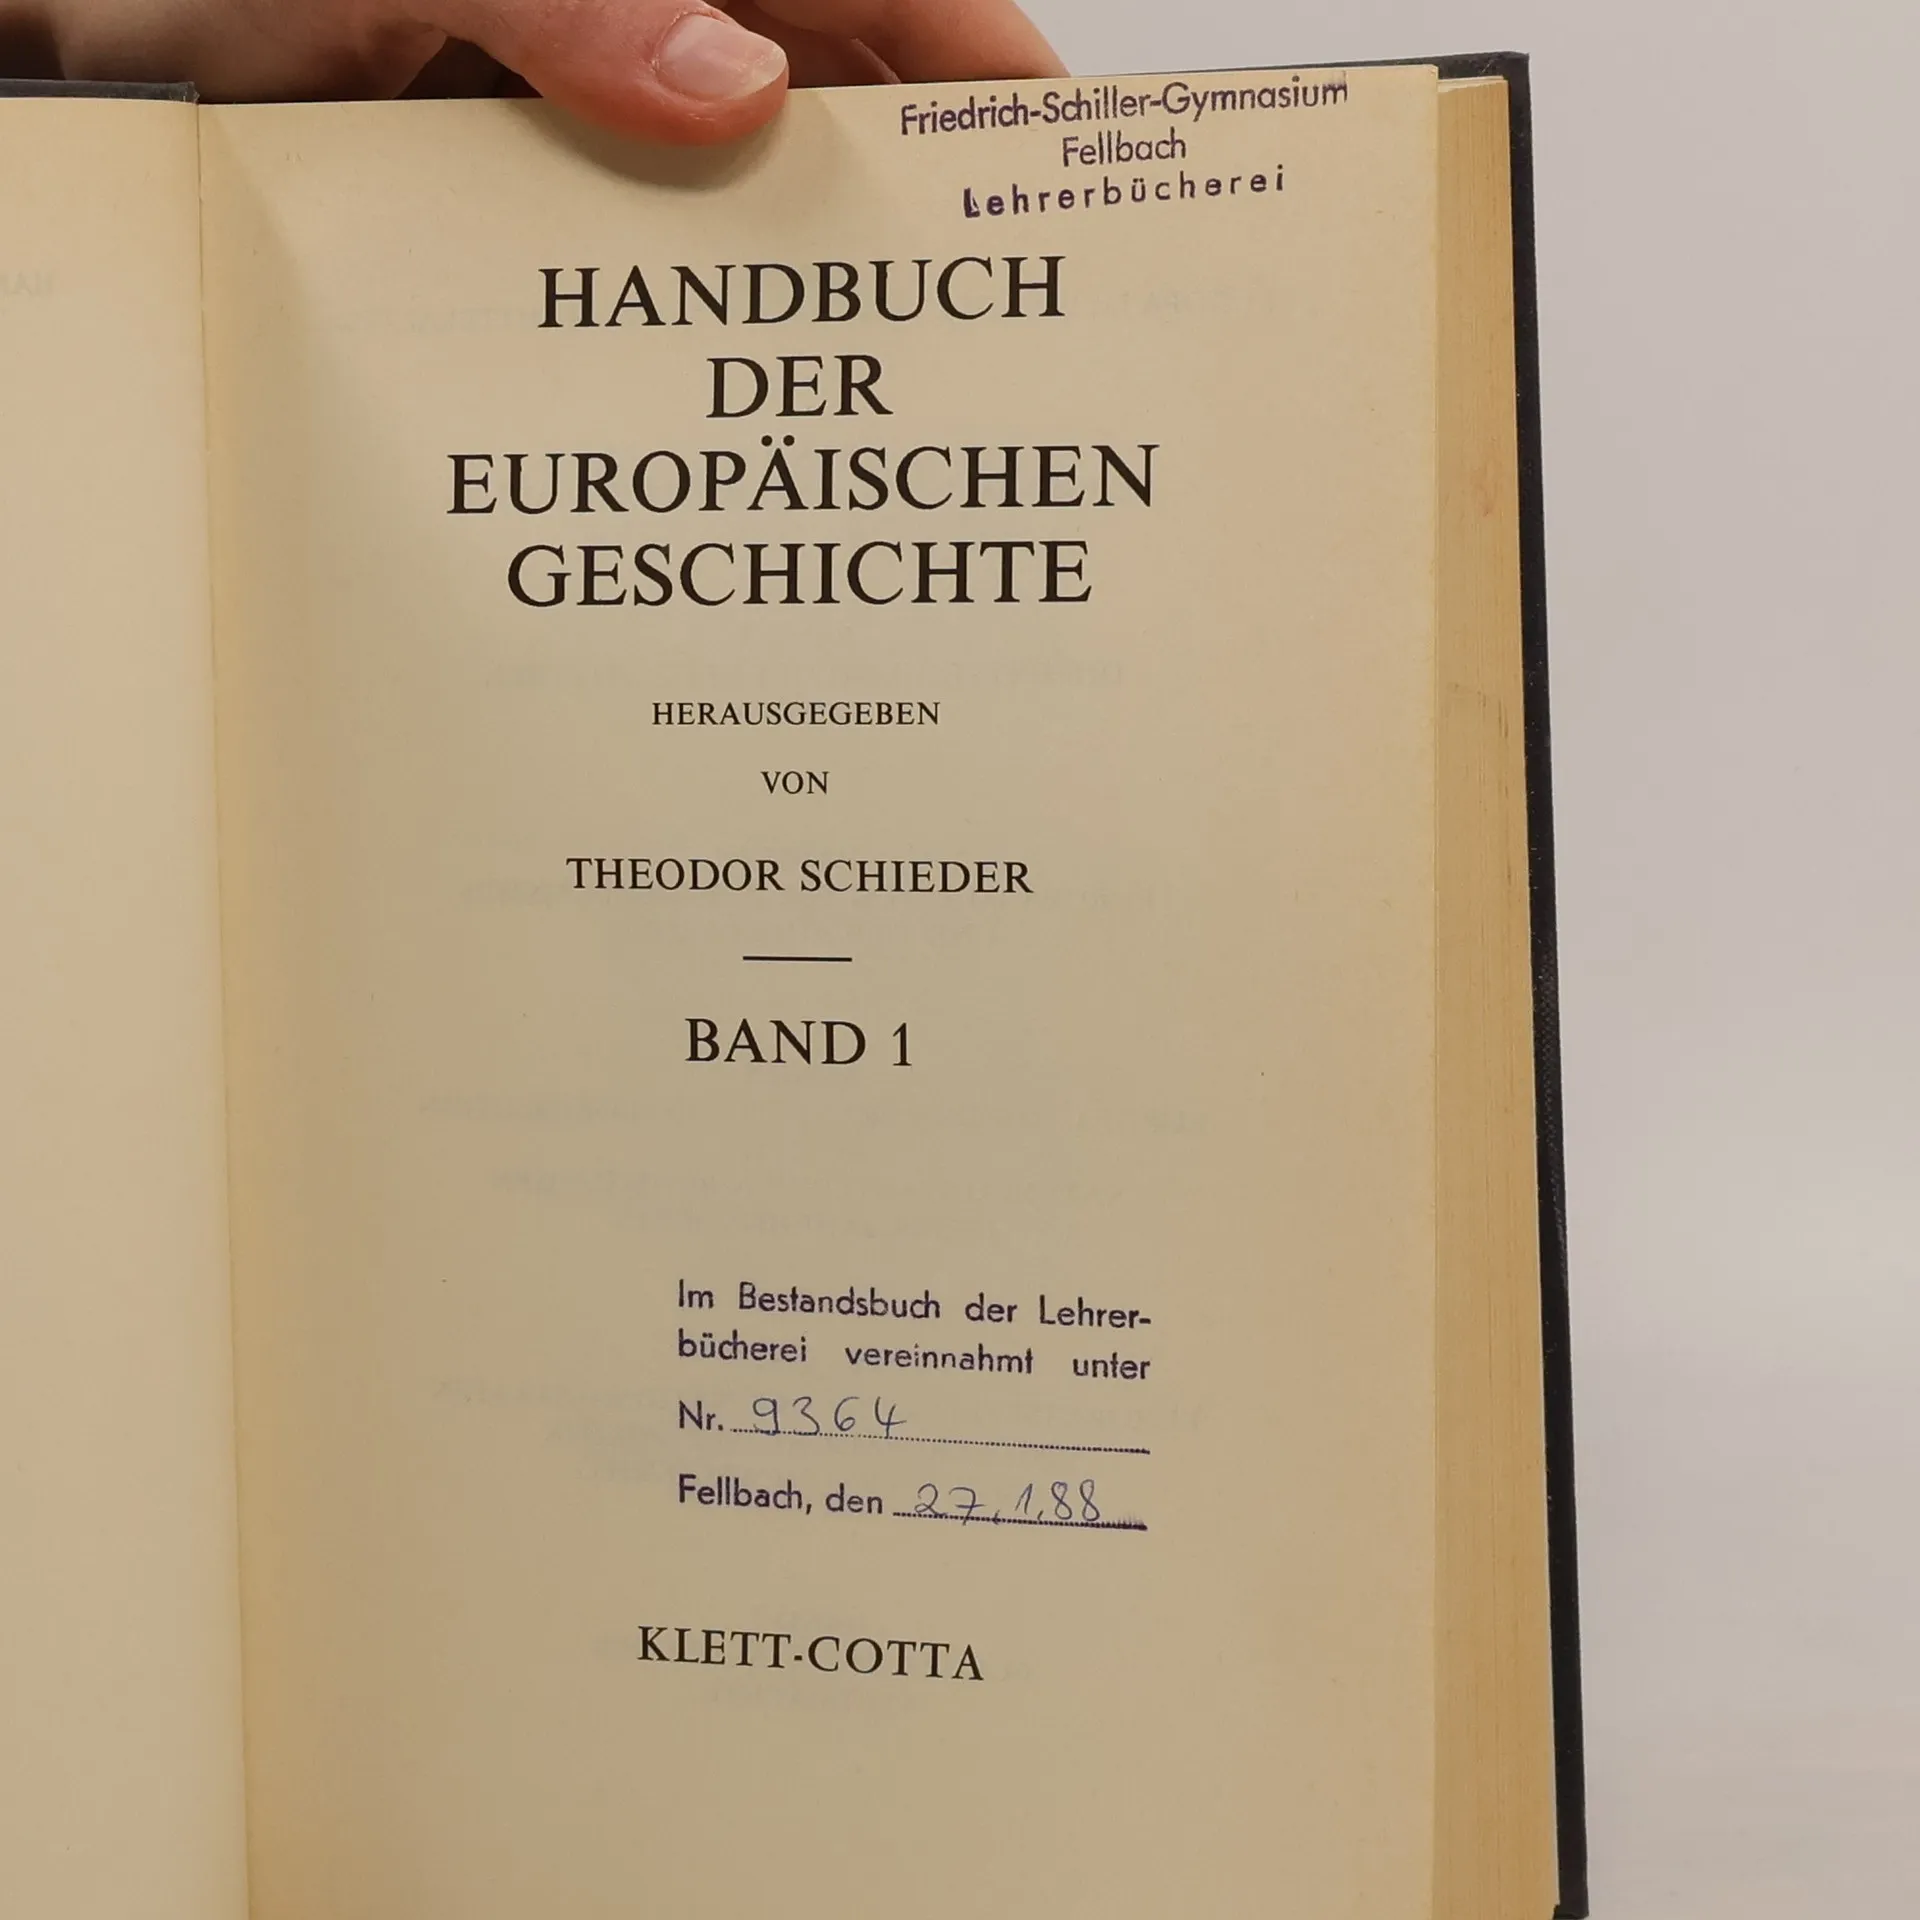 Friedrich-Schiller-Gymnasium
Fellbach
Lehrerbücherei
HANDBUCH
DER
EUROPÄISCHEN
GESCHICHTE
HERAUSGEGEBEN
VON
THEODOR SCHIEDER
BAND 1
Im Bestandsbuch der Lehrer-
bücherei vereinnahmt unter
Nr. 9364
Fellbach, den 27.1.88
KLETT-COTTA